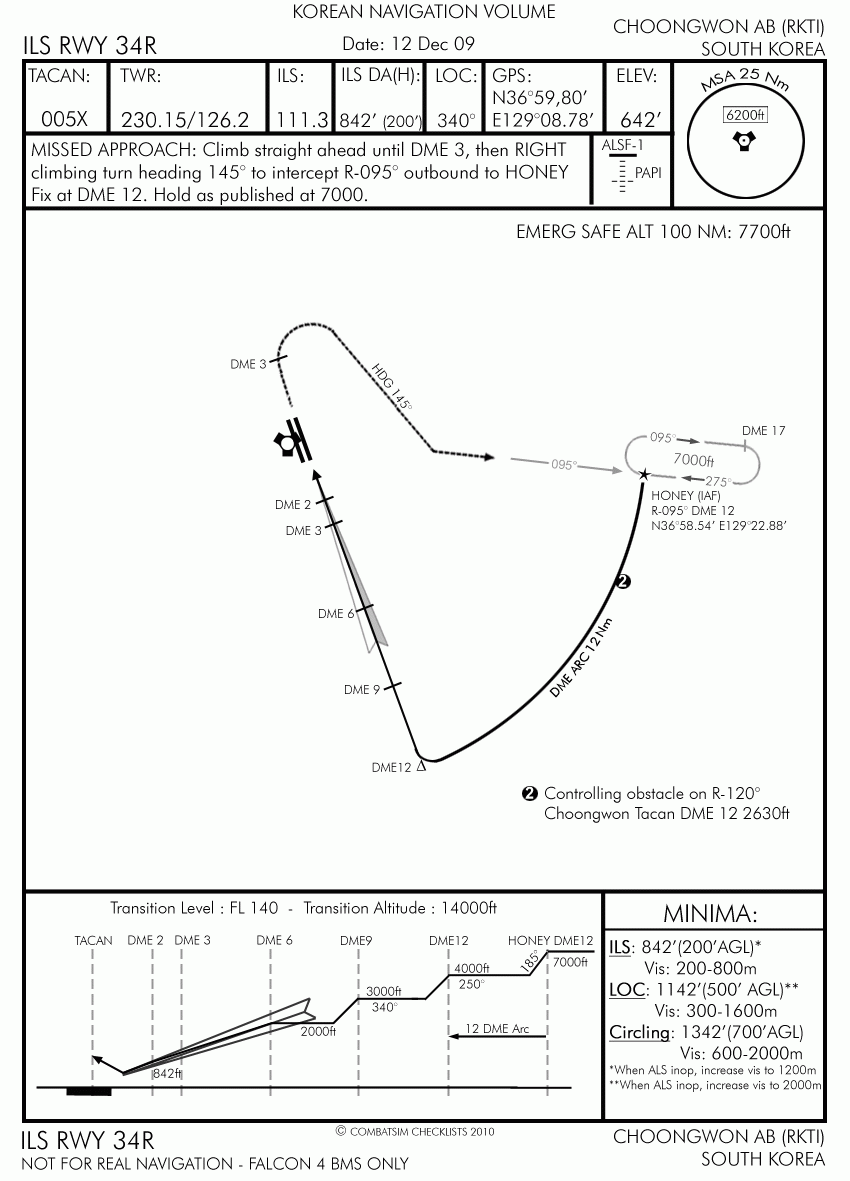 KOREAN NAVIGATION VOLUME
ILS RWY 34R
Date: 12 Dec 09
CHOONGWON AB (RKTI)
SOUTH KOREA
TACAN:
005X
TWR:
230.15/126.2
ILS:
111.3
ILS DA(H):
842' (200')
LOC:
340°
GPS:
N36°59,80'
E129°08.78'
ELEV:
642'
MSA 25 Nm
6200ft
MISSED APPROACH: Climb straight ahead until DME 3, then RIGHT
climbing turn heading 145° to intercept R-095° outbound to HONEY
Fix at DME 12. Hold as published at 7000.
ALSF-1
PAPI
EMERG SAFE ALT 100 NM: 7700ft
DME 3
HDG 145°
095°
095°
DME 17
7000ft
275°
HONEY (IAF)
R-095° DME 12
N36°58.54' E129°22.88'
DME 2
DME 3
2
DME 6
DME ARC 12 Nm
DME 9
DME12
2 Controlling obstacle on R-120°
Choongwon Tacan DME 12 2630ft
Transition Level : FL 140 - Transition Altitude : 14000ft
TACAN DME 2 DME 3 DME 6 DME9 DME12 HONEY DME12
7000ft
185°
4000ft
250°
3000ft
340°
2000ft
12 DME Arc
842ft
MINIMA:
ILS: 842'(200'AGL)*
Vis: 200-800m
LOC: 1142'(500' AGL)**
Vis: 300-1600m
Circling: 1342'(700'AGL)
Vis: 600-2000m
*When ALS inop, increase vis to 1200m
**When ALS inop, increase vis to 2000m
© COMBATSIM CHECKLISTS 2010
ILS RWY 34R
NOT FOR REAL NAVIGATION - FALCON 4 BMS ONLY
CHOONGWON AB (RKTI)
SOUTH KOREA